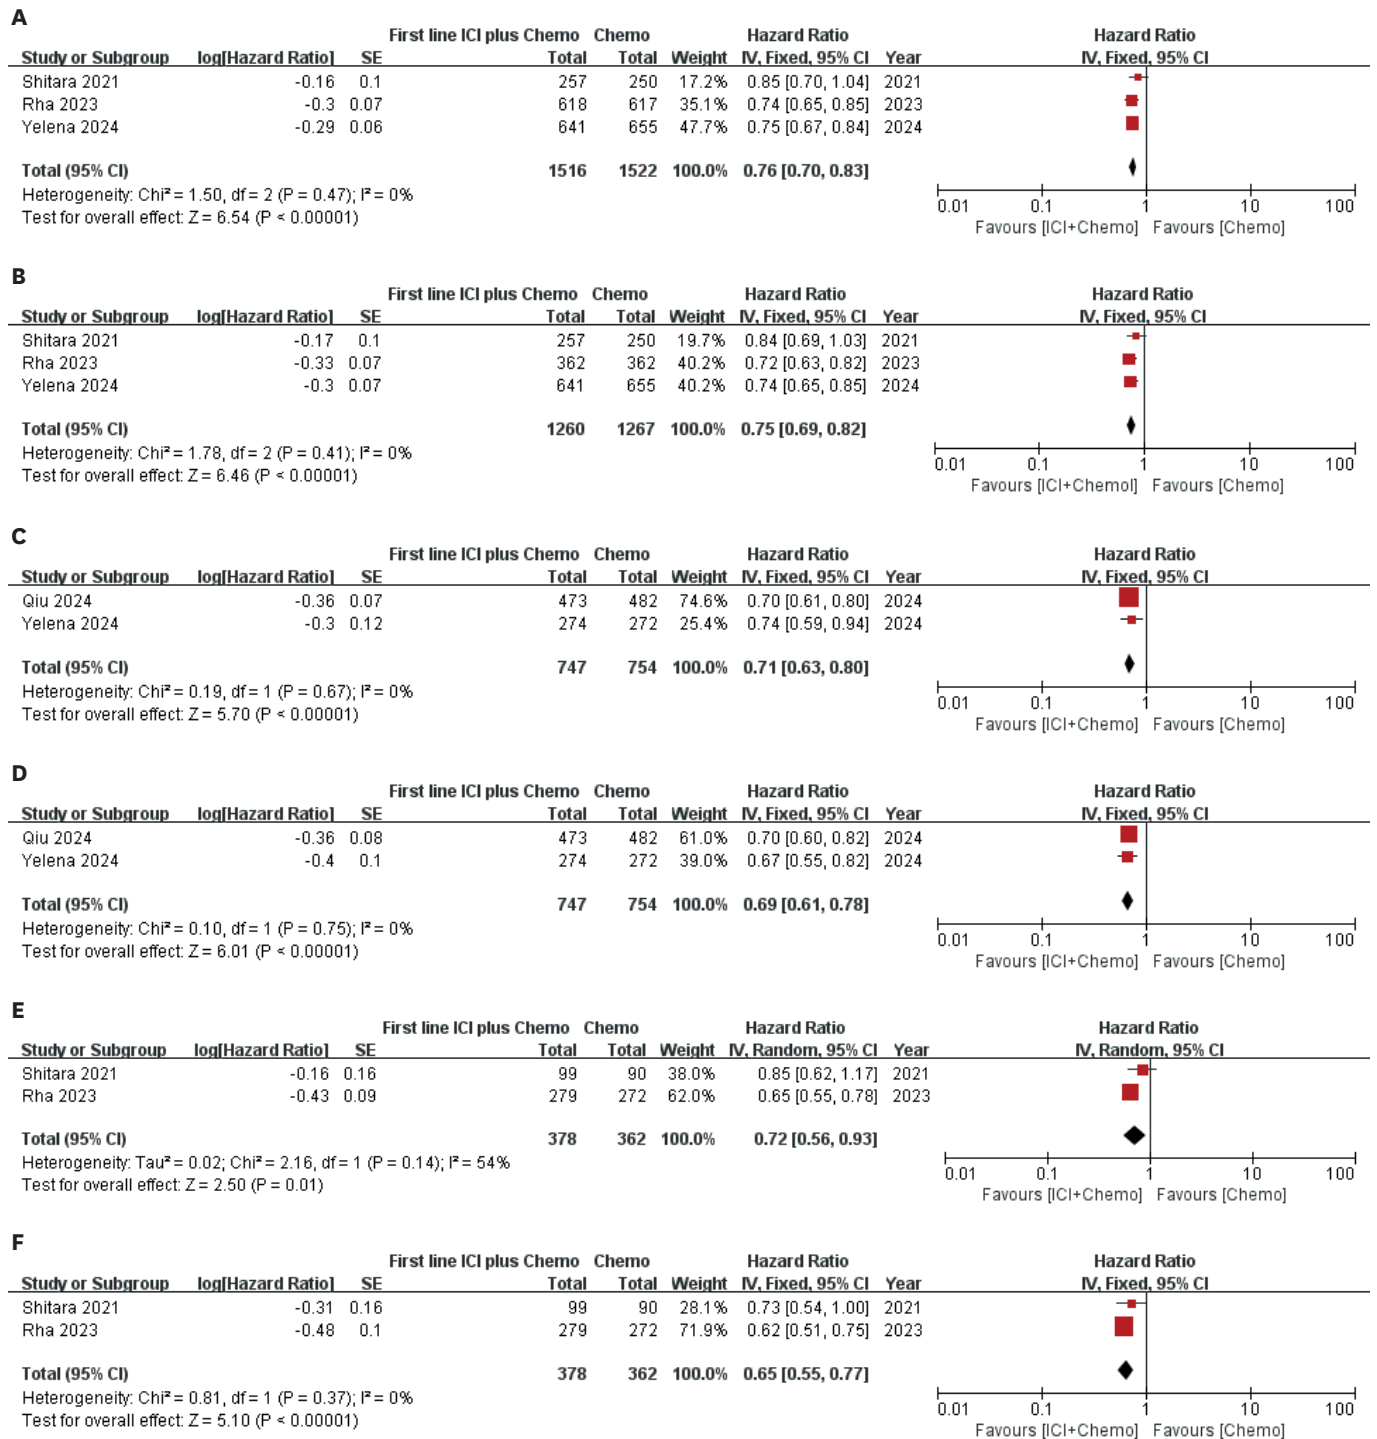 A
First line ICI plus Chemo Chemo Hazard Ratio Hazard Ratio
Study or Subgroup log[Hazard Ratio] SE Total Total Weight IV, Fixed, 95% CI Year IV, Fixed, 95% CI
Shitara 2021 -0.16 0.1 257 250 17.2% 0.85 [0.70, 1.04] 2021
Rha 2023 -0.3 0.07 618 617 35.1% 0.74 [0.65, 0.85] 2023
Yelena 2024 -0.29 0.06 641 655 47.7% 0.75 [0.67, 0.84] 2024
Total (95% CI) 1516 1522 100.0% 0.76 [0.70, 0.83]
Heterogeneity: Chi² = 1.50, df = 2 (P = 0.47); I² = 0%
Test for overall effect: Z = 6.54 (P < 0.00001)
0.01 0.1 1 10 100
Favours [ICI+Chemo] Favours [Chemo]
B
First line ICI plus Chemo Chemo Hazard Ratio Hazard Ratio
Study or Subgroup log[Hazard Ratio] SE Total Total Weight IV, Fixed, 95% CI Year IV, Fixed, 95% CI
Shitara 2021 -0.17 0.1 257 250 19.7% 0.84 [0.69, 1.03] 2021
Rha 2023 -0.33 0.07 362 362 40.2% 0.72 [0.63, 0.82] 2023
Yelena 2024 -0.3 0.07 641 655 40.2% 0.74 [0.65, 0.85] 2024
Total (95% CI) 1260 1267 100.0% 0.75 [0.69, 0.82]
Heterogeneity: Chi² = 1.78, df = 2 (P = 0.41); I² = 0%
Test for overall effect: Z = 6.46 (P < 0.00001)
0.01 0.1 1 10 100
Favours [ICI+Chemol] Favours [Chemo]
C
First line ICI plus Chemo Chemo Hazard Ratio Hazard Ratio
Study or Subgroup log[Hazard Ratio] SE Total Total Weight IV, Fixed, 95% CI Year IV, Fixed, 95% CI
Qiu 2024 -0.36 0.07 473 482 74.6% 0.70 [0.61, 0.80] 2024
Yelena 2024 -0.3 0.12 274 272 25.4% 0.74 [0.59, 0.94] 2024
Total (95% CI) 747 754 100.0% 0.71 [0.63, 0.80]
Heterogeneity: Chi² = 0.19, df = 1 (P = 0.67); I² = 0%
Test for overall effect: Z = 5.70 (P < 0.00001)
0.01 0.1 1 10 100
Favours [ICI+Chemo] Favours [Chemo]
D
First line ICI plus Chemo Chemo Hazard Ratio Hazard Ratio
Study or Subgroup log[Hazard Ratio] SE Total Total Weight IV, Fixed, 95% CI Year IV, Fixed, 95% CI
Qiu 2024 -0.36 0.08 473 482 61.0% 0.70 [0.60, 0.82] 2024
Yelena 2024 -0.4 0.1 274 272 39.0% 0.67 [0.55, 0.82] 2024
Total (95% CI) 747 754 100.0% 0.69 [0.61, 0.78]
Heterogeneity: Chi² = 0.10, df = 1 (P = 0.75); I² = 0%
Test for overall effect: Z = 6.01 (P < 0.00001)
0.01 0.1 1 10 100
Favours [ICI+Chemo] Favours [Chemo]
E
First line ICI plus Chemo Chemo Hazard Ratio Hazard Ratio
Study or Subgroup log[Hazard Ratio] SE Total Total Weight IV, Random, 95% CI Year IV, Random, 95% CI
Shitara 2021 -0.16 0.16 99 90 38.0% 0.85 [0.62, 1.17] 2021
Rha 2023 -0.43 0.09 279 272 62.0% 0.65 [0.55, 0.78] 2023
Total (95% CI) 378 362 100.0% 0.72 [0.56, 0.93]
Heterogeneity: Tau² = 0.02; Chi² = 2.16, df = 1 (P = 0.14); I² = 54%
Test for overall effect: Z = 2.50 (P = 0.01)
0.01 0.1 1 10 100
Favours [ICI+Chemo] Favours [Chemo]
F
First line ICI plus Chemo Chemo Hazard Ratio Hazard Ratio
Study or Subgroup log[Hazard Ratio] SE Total Total Weight IV, Fixed, 95% CI Year IV, Fixed, 95% CI
Shitara 2021 -0.31 0.16 99 90 28.1% 0.73 [0.54, 1.00] 2021
Rha 2023 -0.48 0.1 279 272 71.9% 0.62 [0.51, 0.75] 2023
Total (95% CI) 378 362 100.0% 0.65 [0.55, 0.77]
Heterogeneity: Chi² = 0.81, df = 1 (P = 0.37); I² = 0%
Test for overall effect: Z = 5.10 (P < 0.00001)
0.01 0.1 1 10 100
Favours [ICI+Chemo] Favours [Chemo]